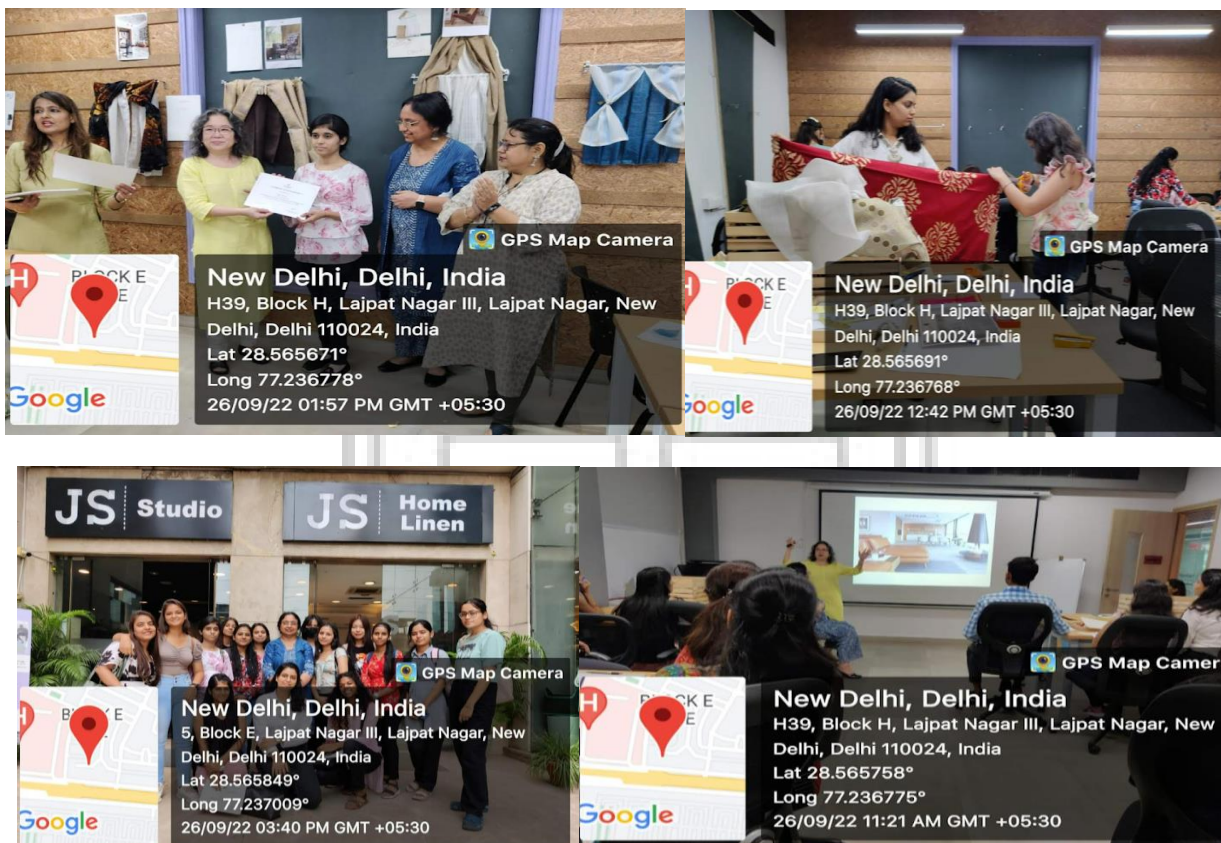 GPS Map Camera
BLOCK E
H
New Delhi, Delhi, India
H39, Block H, Lajpat Nagar III, Lajpat Nagar, New
Delhi, Delhi 110024, India
Lat 28.565671°
Long 77.236778°
26/09/22 01:57 PM GMT +05:30
Google
GPS Map Camera
BLOCK E
New Delhi, Delhi, India
H39, Block H, Lajpat Nagar III, Lajpat Nagar, New
Delhi, Delhi 110024, India
Lat 28.565691°
Long 77.236768°
26/09/22 12:42 PM GMT +05:30
Google
JS Studio
JS Home
Linen
GPS Map Camera
New Delhi, Delhi, India
5, Block E, Lajpat Nagar III, Lajpat Nagar, New
Delhi, Delhi 110024, India
Lat 28.565849°
Long 77.237009°
26/09/22 03:40 PM GMT +05:30
Google
GPS Map Camer
H
New Delhi, Delhi, India
H39, Block H, Lajpat Nagar III, Lajpat Nagar, New
Delhi, Delhi 110024, India
Lat 28.565758°
Long 77.236775°
26/09/22 11:21 AM GMT +05:30
Google